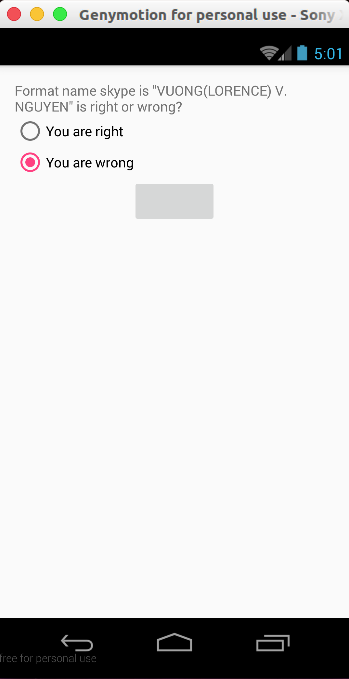 Genymotion for personal use - Sony X
5:01
Format name skype is "VUONG(LORENCE) V.
NGUYEN" is right or wrong?
You are right
You are wrong
free for personal use